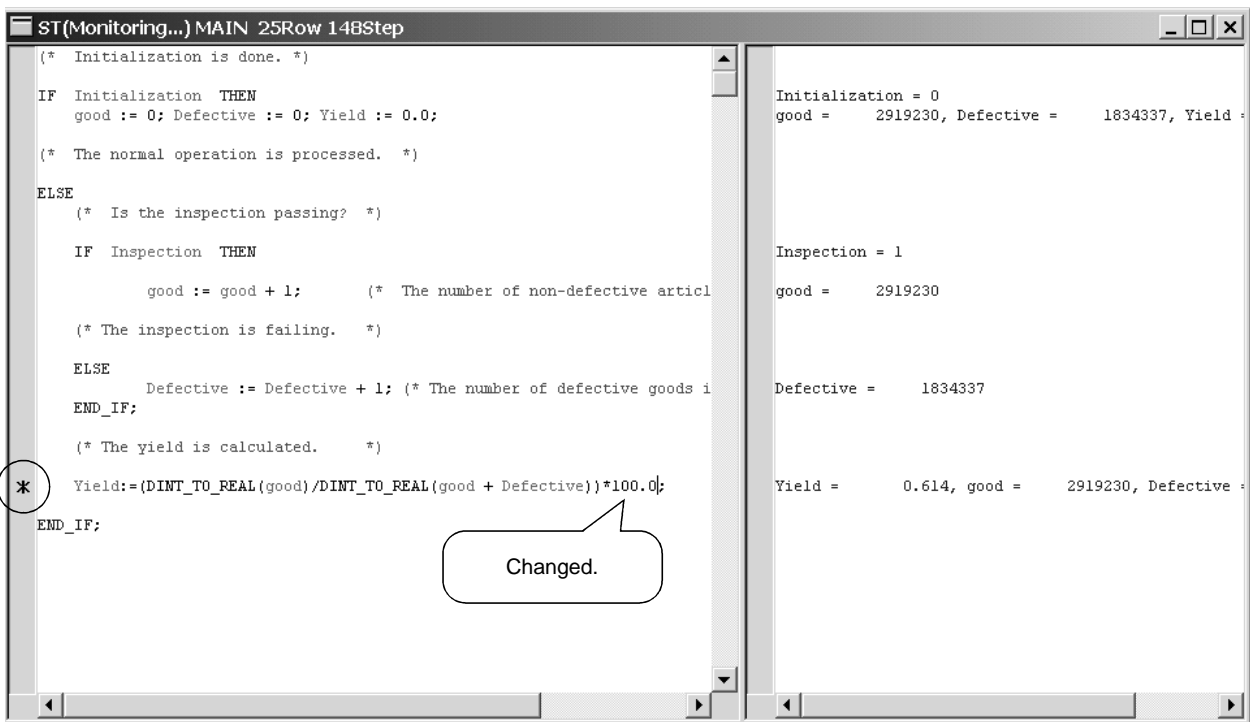 ST(Monitoring...) MAIN 25Row 148Step
(* Initialization is done. *)
IF Initialization THEN
good := 0; Defective := 0; Yield := 0.0;
(* The normal operation is processed. *)
ELSE
(* Is the inspection passing? *)
IF Inspection THEN
good := good + 1; (* The number of non-defective articl
(* The inspection is failing. *)
ELSE
Defective := Defective + 1; (* The number of defective goods i
END_IF;
(* The yield is calculated. *)
* Yield:=(DINT_TO_REAL(good)/DINT_TO_REAL(good + Defective))*100.0;
END_IF;
Changed.
Initialization = 0
good = 2919230, Defective = 1834337, Yield =
Inspection = 1
good = 2919230
Defective = 1834337
Yield = 0.614, good = 2919230, Defective =